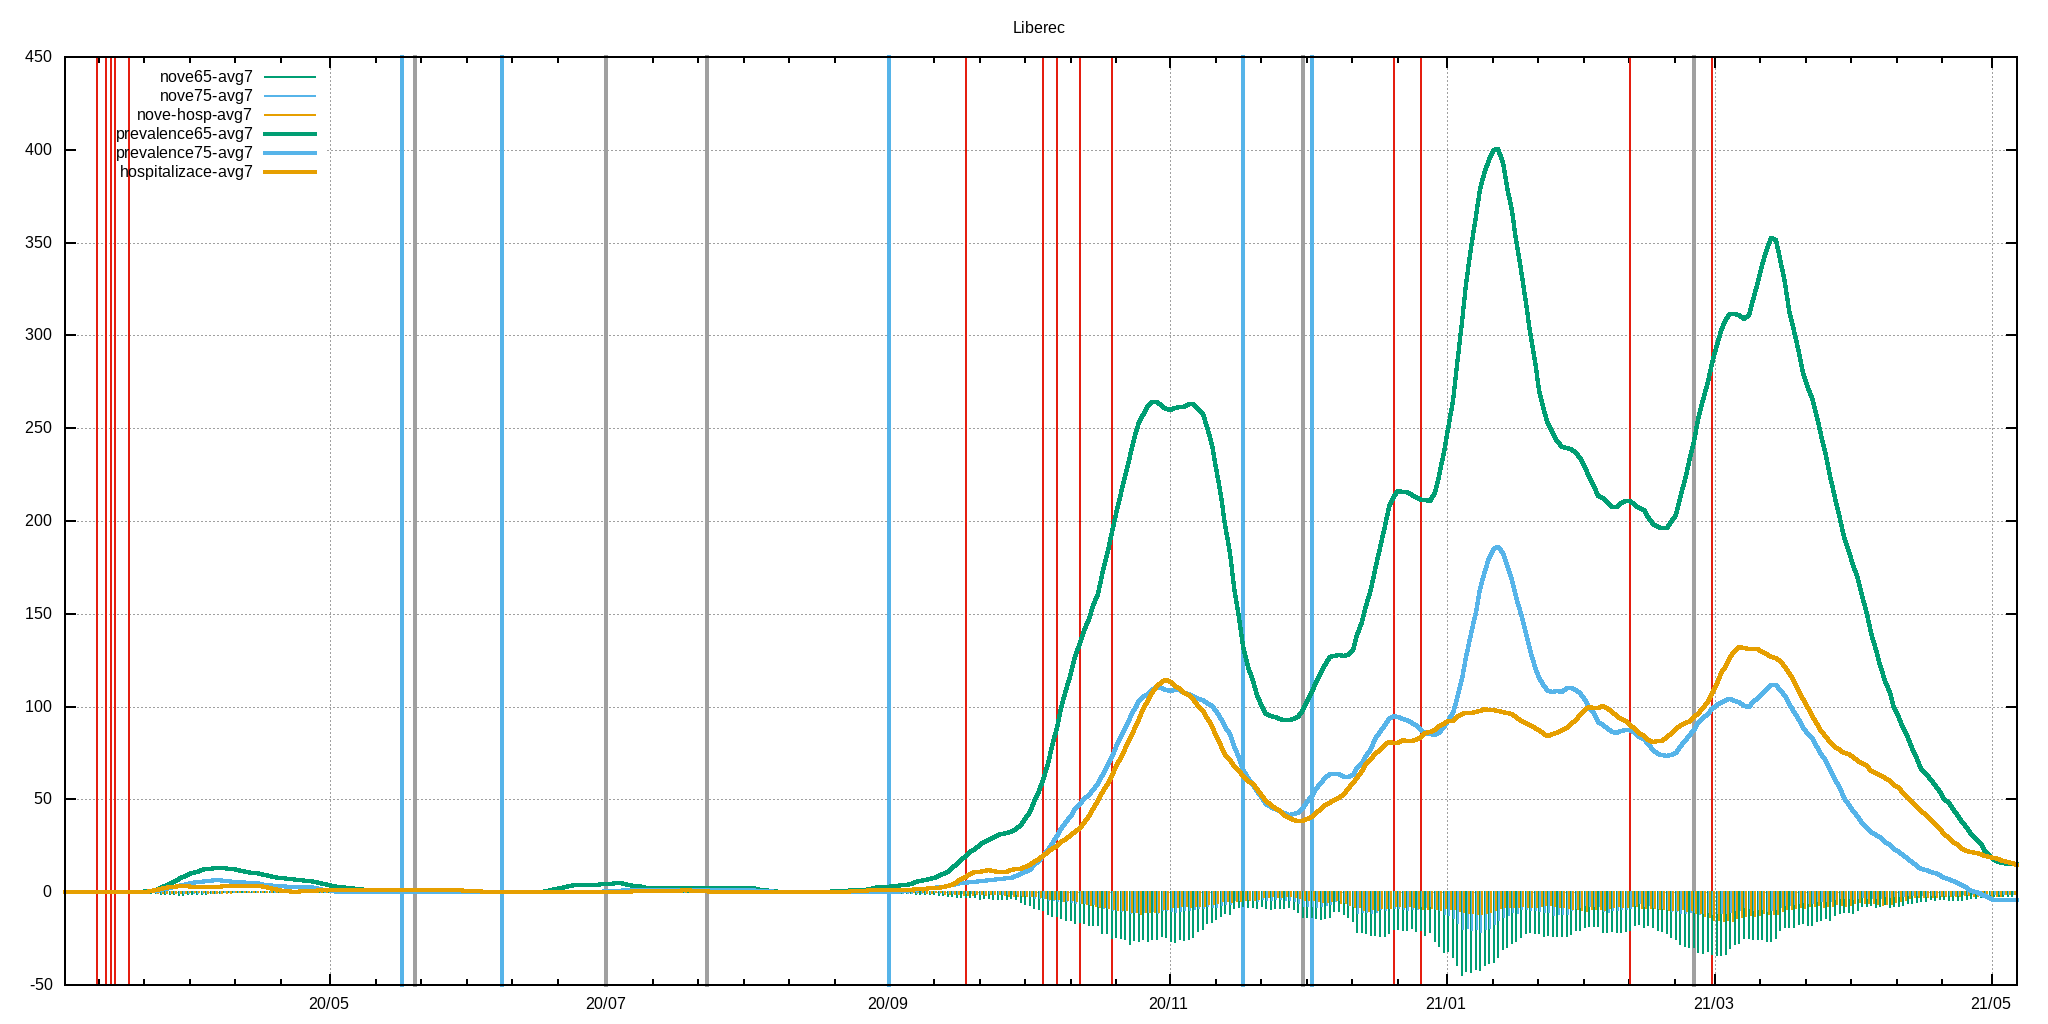 Liberec
450
400
350
300
250
200
150
100
50
0
-50
nove65-avg7
nove75-avg7
nove-hosp-avg7
prevalence65-avg7
prevalence75-avg7
hospitalizace-avg7
20/05 20/07 20/09 20/11 21/01 21/03 21/05